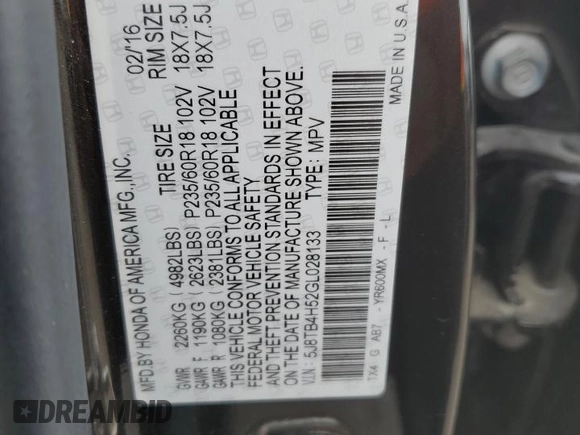 MFD.BY HONDA OF AMERICA MFG.,INC. 02/'16
TIRE SIZE RIM SIZE
GVWR 2260KG (4982LBS)
GAWR F 1190KG (2623LBS) P235/60R18 102V 18X7.5J
GAWR R 1080KG (2381LBS) P235/60R18 102V 18X7.5J
THIS VEHICLE CONFORMS TO ALL APPLICABLE
FEDERAL MOTOR VEHICLE SAFETY
AND THEFT PREVENTION STANDARDS IN EFFECT
ON THE DATE OF MANUFACTURE SHOWN ABOVE.
V.I.N.: 5J8TB4H52GL028133 TYPE: MPV
TX4 G AB7 -YR600MX -F -L MADE IN U.S.A.
DREAMBID